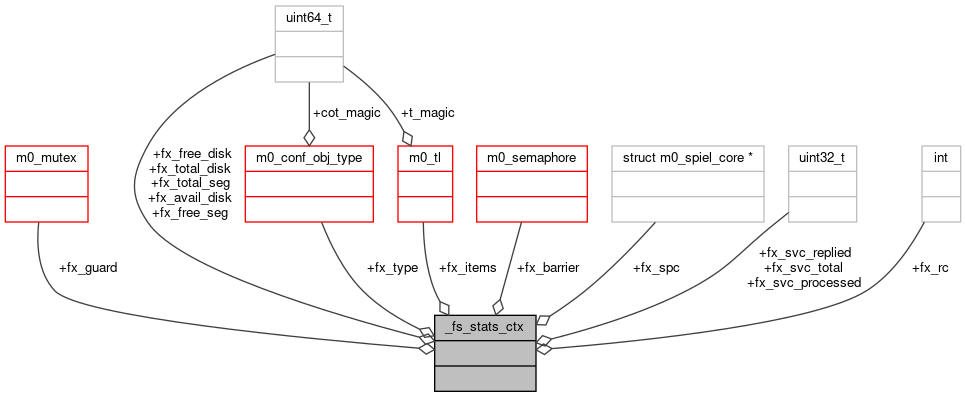 uint64_t
+cot_magic
+t_magic
m0_mutex
+fx_free_disk
+fx_total_disk
+fx_total_seg
+fx_avail_disk
+fx_free_seg
m0_conf_obj_type
m0_tl
m0_semaphore
struct m0_spiel_core *
uint32_t
int
+fx_guard
+fx_type
+fx_items
+fx_barrier
+fx_spc
+fx_svc_replied
+fx_svc_total
+fx_svc_processed
+fx_rc
_fs_stats_ctx